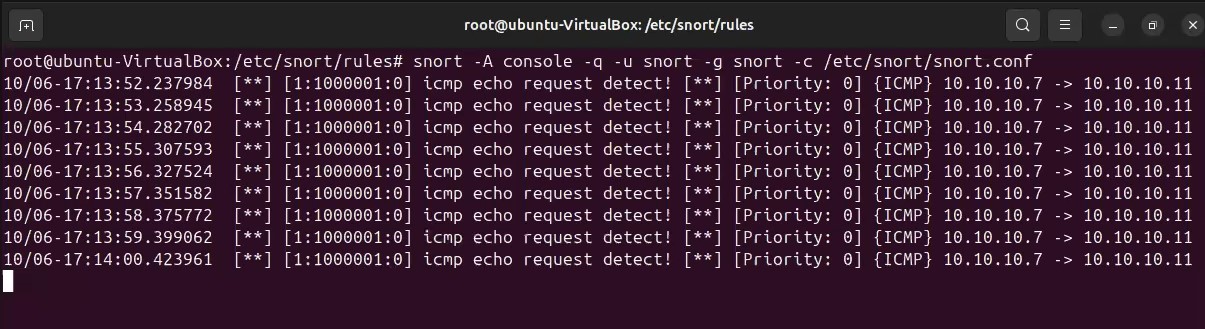 root@ubuntu-VirtualBox: /etc/snort/rules
root@ubuntu-VirtualBox:/etc/snort/rules# snort -A console -q -u snort -g snort -c /etc/snort/snort.conf
10/06-17:13:52.237984  [**] [1:1000001:0] icmp echo request detect! [**] [Priority: 0] {ICMP} 10.10.10.7 -> 10.10.10.11
10/06-17:13:53.258945  [**] [1:1000001:0] icmp echo request detect! [**] [Priority: 0] {ICMP} 10.10.10.7 -> 10.10.10.11
10/06-17:13:54.282702  [**] [1:1000001:0] icmp echo request detect! [**] [Priority: 0] {ICMP} 10.10.10.7 -> 10.10.10.11
10/06-17:13:55.307593  [**] [1:1000001:0] icmp echo request detect! [**] [Priority: 0] {ICMP} 10.10.10.7 -> 10.10.10.11
10/06-17:13:56.327524  [**] [1:1000001:0] icmp echo request detect! [**] [Priority: 0] {ICMP} 10.10.10.7 -> 10.10.10.11
10/06-17:13:57.351582  [**] [1:1000001:0] icmp echo request detect! [**] [Priority: 0] {ICMP} 10.10.10.7 -> 10.10.10.11
10/06-17:13:58.375772  [**] [1:1000001:0] icmp echo request detect! [**] [Priority: 0] {ICMP} 10.10.10.7 -> 10.10.10.11
10/06-17:13:59.399062  [**] [1:1000001:0] icmp echo request detect! [**] [Priority: 0] {ICMP} 10.10.10.7 -> 10.10.10.11
10/06-17:14:00.423961  [**] [1:1000001:0] icmp echo request detect! [**] [Priority: 0] {ICMP} 10.10.10.7 -> 10.10.10.11